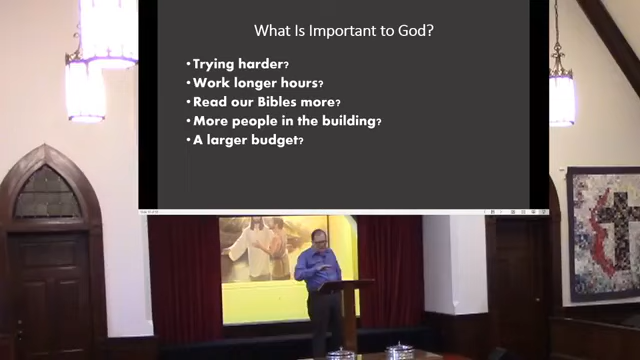 What Is Important to God?
• Trying harder?
• Work longer hours?
• Read our Bibles more?
• More people in the building?
• A larger budget?